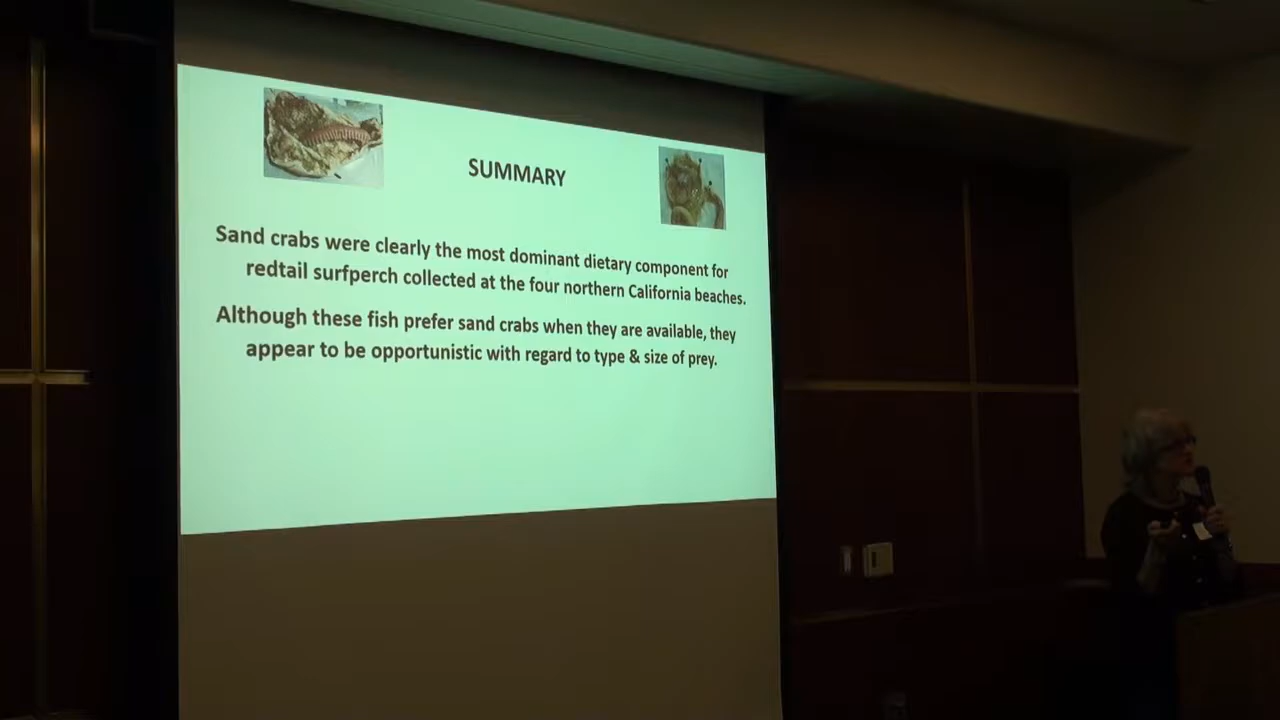 SUMMARY
Sand crabs were clearly the most dominant dietary component for
redtail surfperch collected at the four northern California beaches.
Although these fish prefer sand crabs when they are available, they
appear to be opportunistic with regard to type & size of prey.